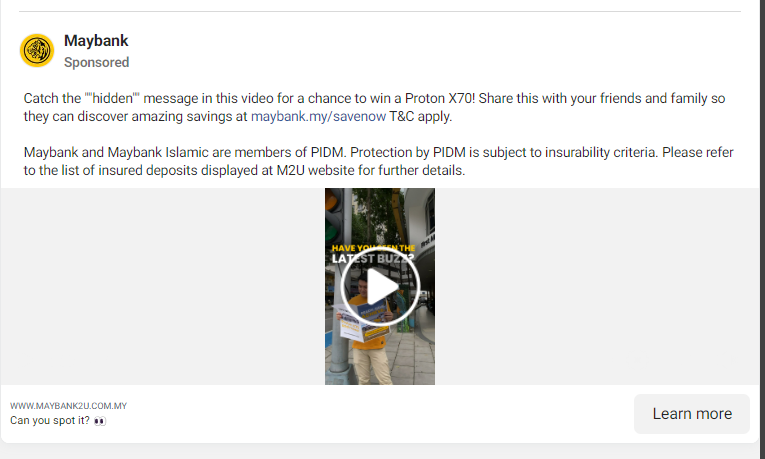 Maybank
Sponsored
Catch the ""hidden"" message in this video for a chance to win a Proton X70! Share this with your friends and family so
they can discover amazing savings at maybank.my/savenow T&C apply.
Maybank and Maybank Islamic are members of PIDM. Protection by PIDM is subject to insurability criteria. Please refer
to the list of insured deposits displayed at M2U website for further details.
HAVE YOU SEEN THE
LATEST BUZZ?
WWW.MAYBANK2U.COM.MY
Can you spot it? 👀
Learn more